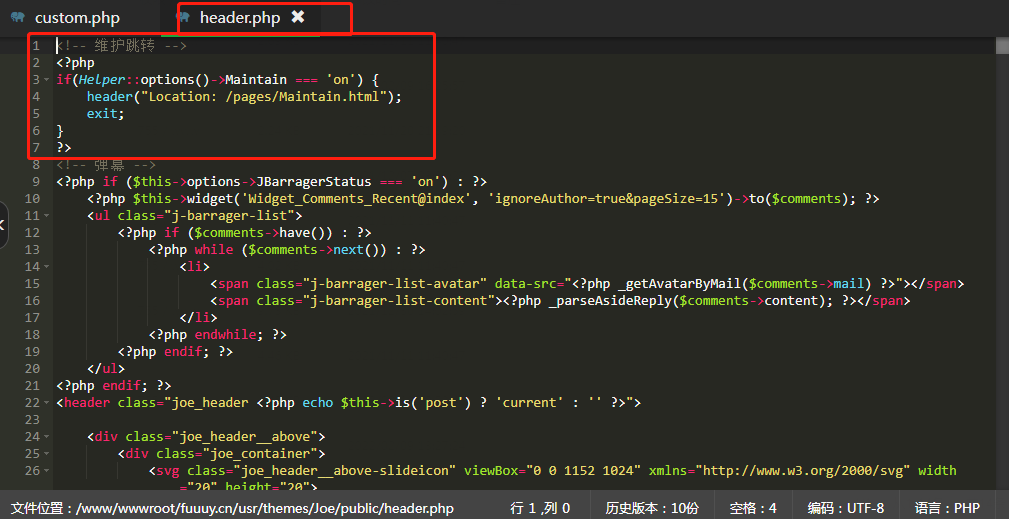 custom.php header.php ✖
1 <!-- 维护跳转 -->
2 <?php
3 if(Helper::options()->Maintain === 'on') {
4 header("Location: /pages/Maintain.html");
5 exit;
6 }
7 ?>
8 <!-- 弹幕 -->
9 <?php if ($this->options->JBarragerStatus === 'on') : ?>
10 <?php $this->widget('Widget_Comments_Recent@index', 'ignoreAuthor=true&pageSize=15')->to($comments); ?>
11 <ul class="j-barrager-list">
12 <?php if ($comments->have()) : ?>
13 <?php while ($comments->next()) : ?>
14 <li>
15 <span class="j-barrager-list-avatar" data-src="<?php _getAvatarByMail($comments->mail) ?>"></span>
16 <span class="j-barrager-list-content"><?php _parseAsideReply($comments->content); ?></span>
17 </li>
18 <?php endwhile; ?>
19 <?php endif; ?>
20 </ul>
21 <?php endif; ?>
22 <header class="joe_header <?php echo $this->is('post') ? 'current' : '' ?>">
23
24 <div class="joe_header__above">
25 <div class="joe_container">
26 <svg class="joe_header__above-slideicon" viewBox="0 0 1152 1024" xmlns="http://www.w3.org/2000/svg" width
="20" height="20">
文件位置：/www/wwwroot/fuuuy.cn/usr/themes/Joe/public/header.php 行 1 ,列 0 历史版本：10份 空格：4 编码：UTF-8 语言：PHP